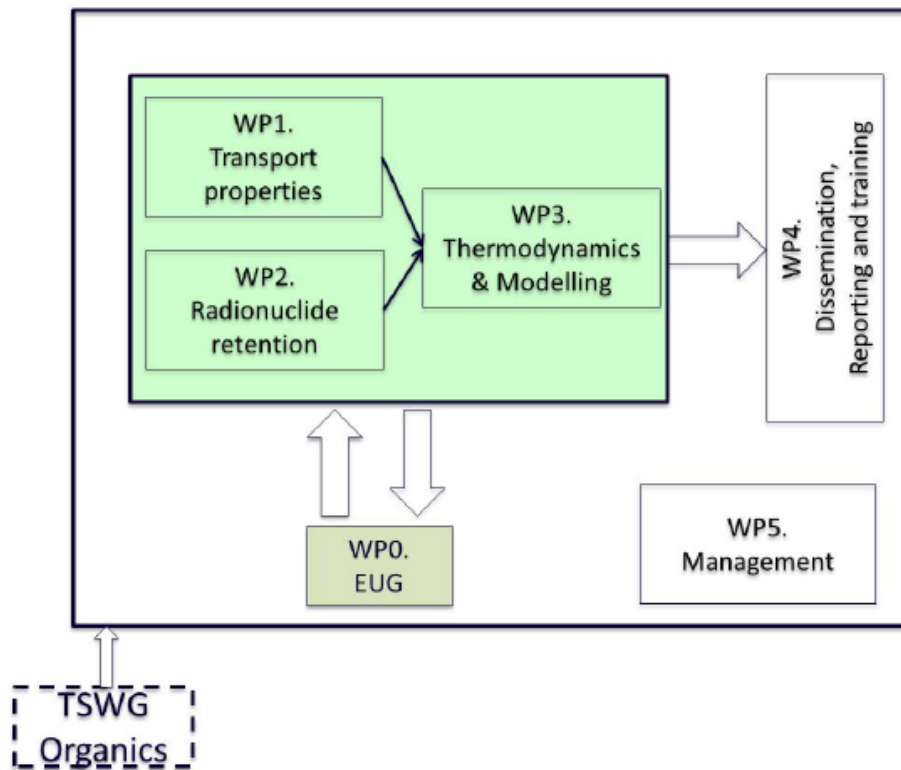 WP1.
Transport
properties
WP2.
Radionuclide
retention
WP3.
Thermodynamics
& Modelling
WP4.
Dissemination,
Reporting and training
WP0.
EUG
WP5.
Management
TSWG
Organics